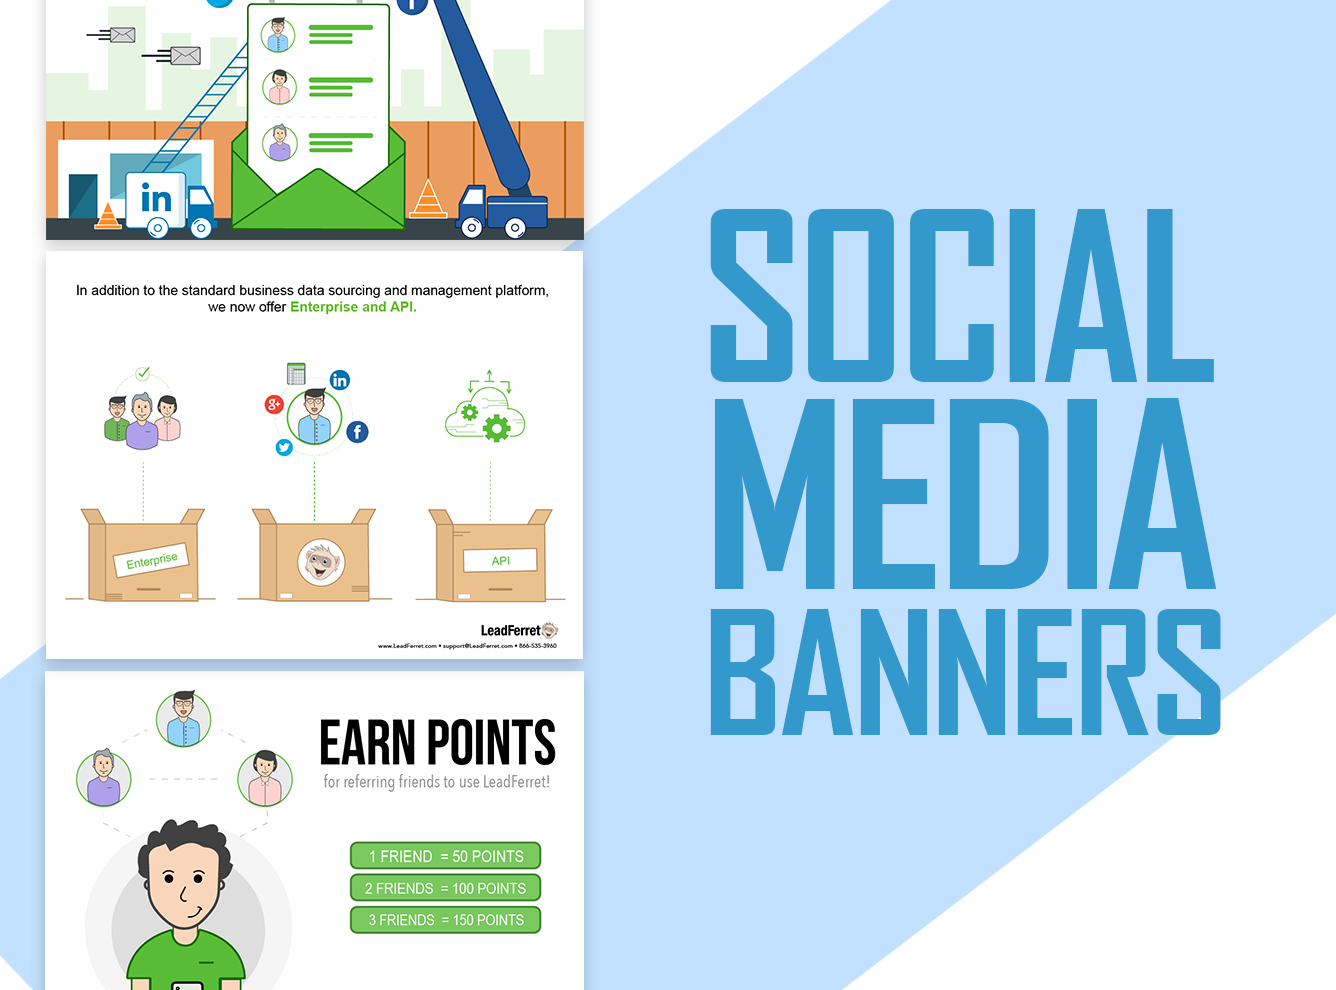 in
In addition to the standard business data sourcing and management platform,
we now offer Enterprise and API.
in
g+
f
Enterprise
API
LeadFerret
www.LeadFerret.com • support@LeadFerret.com • 866-535-3960
EARN POINTS
for referring friends to use LeadFerret!
1 FRIEND = 50 POINTS
2 FRIENDS = 100 POINTS
3 FRIENDS = 150 POINTS
SOCIAL
MEDIA
BANNERS